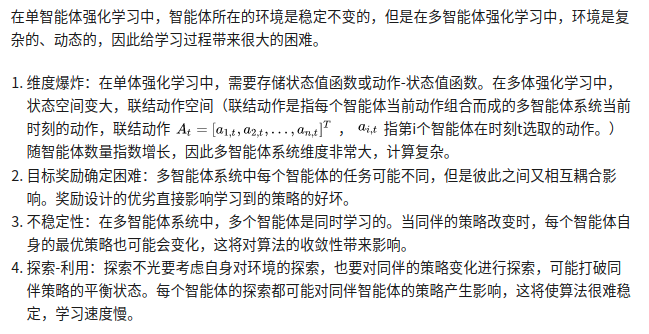 在单智能体强化学习中，智能体所在的环境是稳定不变的，但是在多智能体强化学习中，环境是复
杂的、动态的，因此给学习过程带来很大的困难。
1. 维度爆炸：在单体强化学习中，需要存储状态值函数或动作-状态值函数。在多体强化学习中，
状态空间变大，联结动作空间（联结动作是指每个智能体当前动作组合而成的多智能体系统当前
时刻的动作，联结动作 $A_t = [a_{1,t}, a_{2,t}, \ldots, a_{n,t}]^T$ ， $a_{i,t}$ 指第i个智能体在时刻t选取的动作。）
随智能体数量指数增长，因此多智能体系统维度非常大，计算复杂。
2. 目标奖励确定困难：多智能体系统中每个智能体的任务可能不同，但是彼此之间又相互耦合影
响。奖励设计的优劣直接影响学习到的策略的好坏。
3. 不稳定性：在多智能体系统中，多个智能体是同时学习的。当同伴的策略改变时，每个智能体自
身的最优策略也可能会变化，这将对算法的收敛性带来影响。
4. 探索-利用：探索不光要考虑自身对环境的探索，也要对同伴的策略变化进行探索，可能打破同
伴策略的平衡状态。每个智能体的探索都可能对同伴智能体的策略产生影响，这将使算法很难稳
定，学习速度慢。